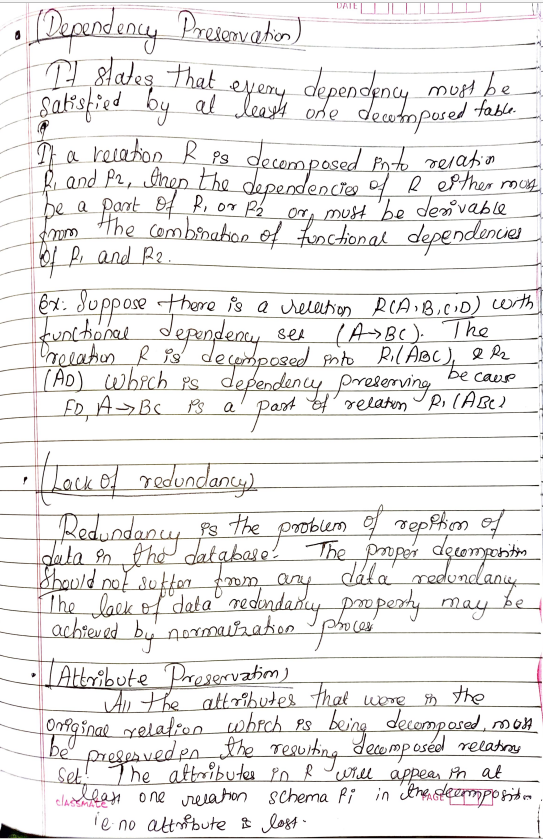 DATE
(Dependency Preservation)
It states that every dependency must be
satisfied by at least one decomposed table.
If a relation R is decomposed into relation
R1 and R2, then the dependencies of R either must
be a part of R1 or R2 or, must be derivable
from the combination of functional dependencies
of R1 and R2.
Ex:- Suppose there is a relation R(A,B,C,D) with
functional dependency set (A→BC). The
relation R is decomposed into R1(ABC), & R2
(AD) which is dependency preserving because
FD, A→BC is a part of relation R1(ABC)
(Lack of redundancy)
Redundancy is the problem of repition of
data in the database. The proper decomposition
should not suffer from any data redundancy
The lack of data redundancy property may be
achieved by normalization process
(Attribute Preservation)
All the attributes that were in the
original relation which is being decomposed, must
be preserved in the resulting decomposed relations
set. The attributes in R will appear in at
least one relation schema Ri in the decomposition
CLASSMATE PAGE
i.e. no attribute is lost.